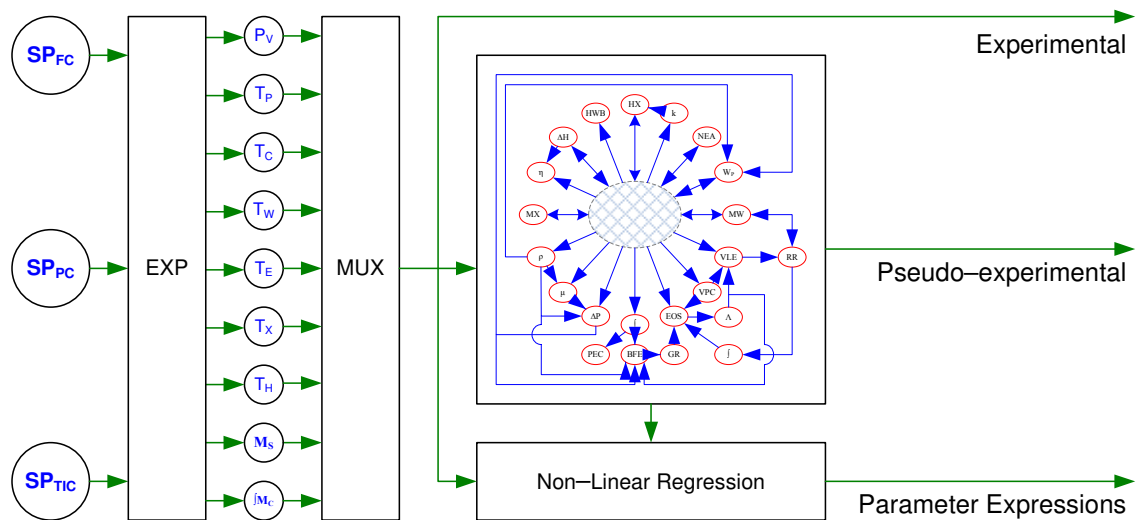 SP_FC
SP_PC
SP_TIC
EXP
P_V
T_P
T_C
T_W
T_E
T_X
T_H
M_S
∫M_C
MUX
HX
k
HWB
NEA
ΔH
W_P
η
MX
MW
ρ
VLE
RR
μ
VPC
ΔP
∫
EOS
Λ
PEC
BFE
GR
∫
Non–Linear Regression
Experimental
Pseudo–experimental
Parameter Expressions